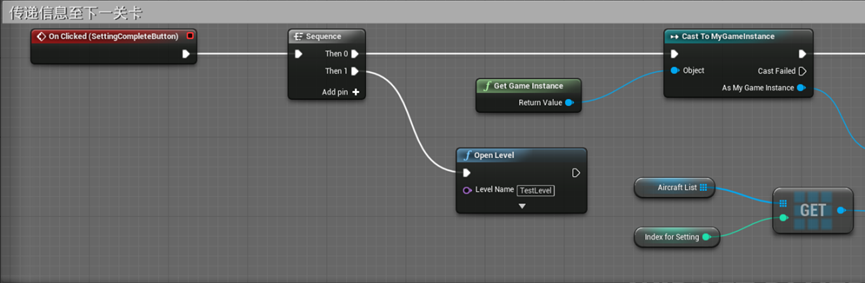 传递信息至下一关卡
On Clicked (SettingCompleteButton)
Sequence
Then 0
Then 1
Add pin
Get Game Instance
Return Value
Cast To MyGameInstance
Object
Cast Failed
As My Game Instance
Open Level
Level Name TestLevel
Aircraft List
Index for Setting
GET